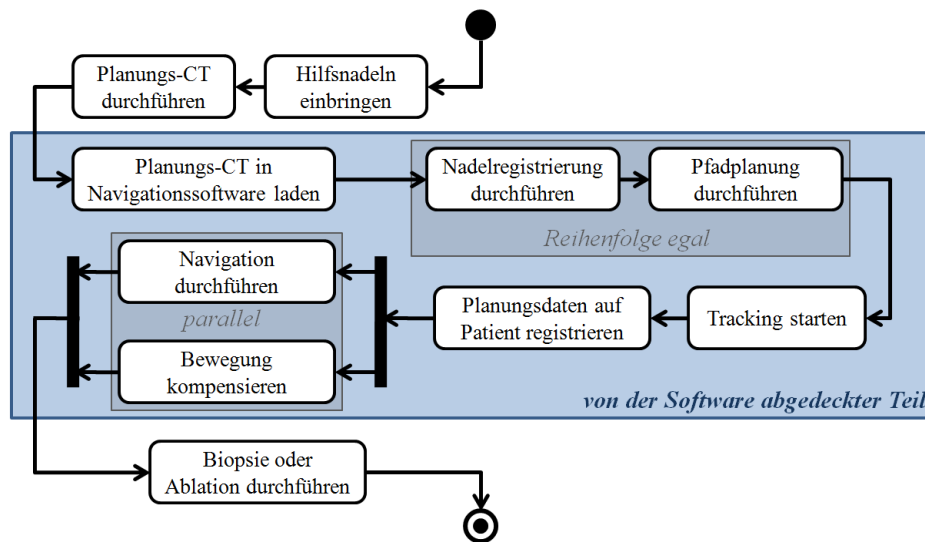 Planungs-CT
durchführen
Hilfsnadeln
einbringen
Planungs-CT in
Navigationssoftware laden
Nadelregistrierung
durchführen
Pfadplanung
durchführen
Reihenfolge egal
Navigation
durchführen
parallel
Bewegung
kompensieren
Planungsdaten auf
Patient registrieren
Tracking starten
von der Software abgedeckter Teil
Biopsie oder
Ablation durchführen